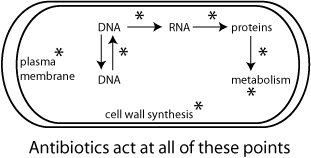 * *
DNA RNA proteins
* *
plasma * DNA metabolism
membrane *
cell wall synthesis *
Antibiotics act at all of these points